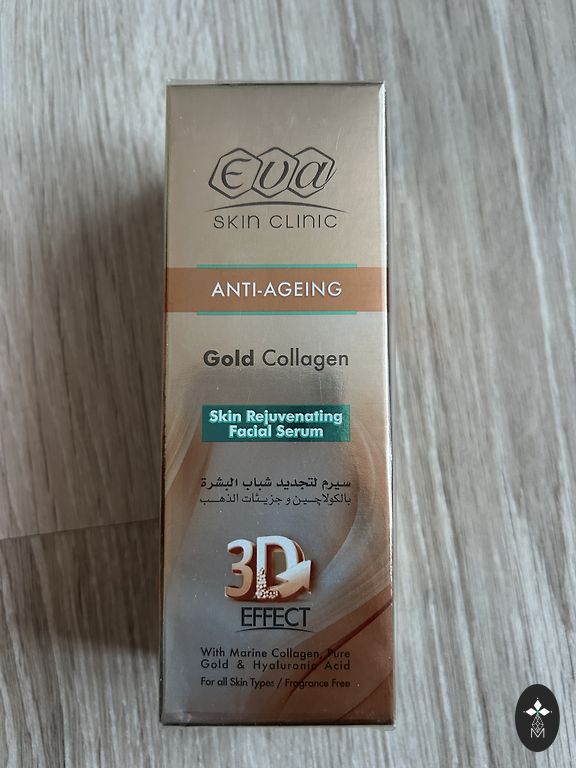 Eva
SKIN CLINIC
ANTI-AGEING
Gold Collagen
Skin Rejuvenating
Facial Serum
سيرم لتجديد شباب البشرة
بالكولاچين و جزيئات الذهب
3D
EFFECT
With Marine Collagen, Pure
Gold & Hyaluronic Acid
For all Skin Types / Fragrance Free
M